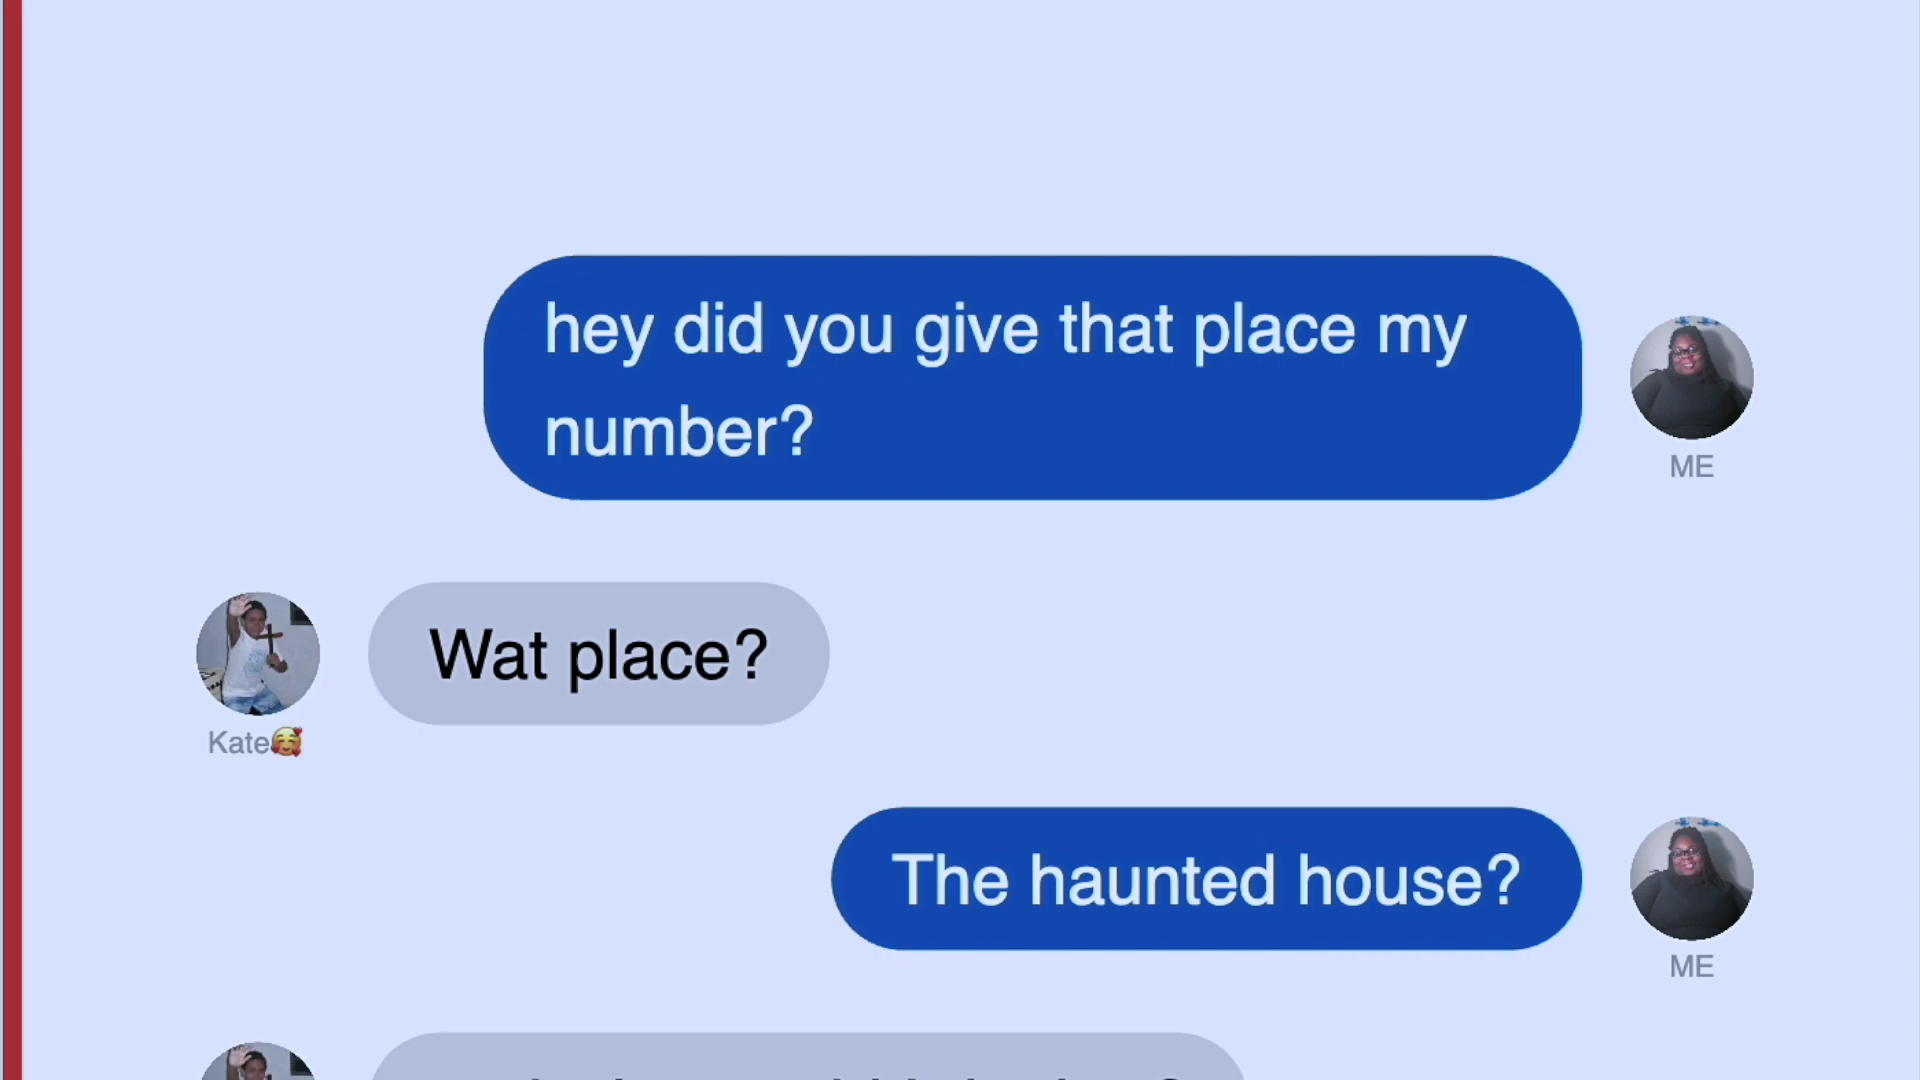 hey did you give that place my
number?
ME
Wat place?
Kate🥰
The haunted house?
ME